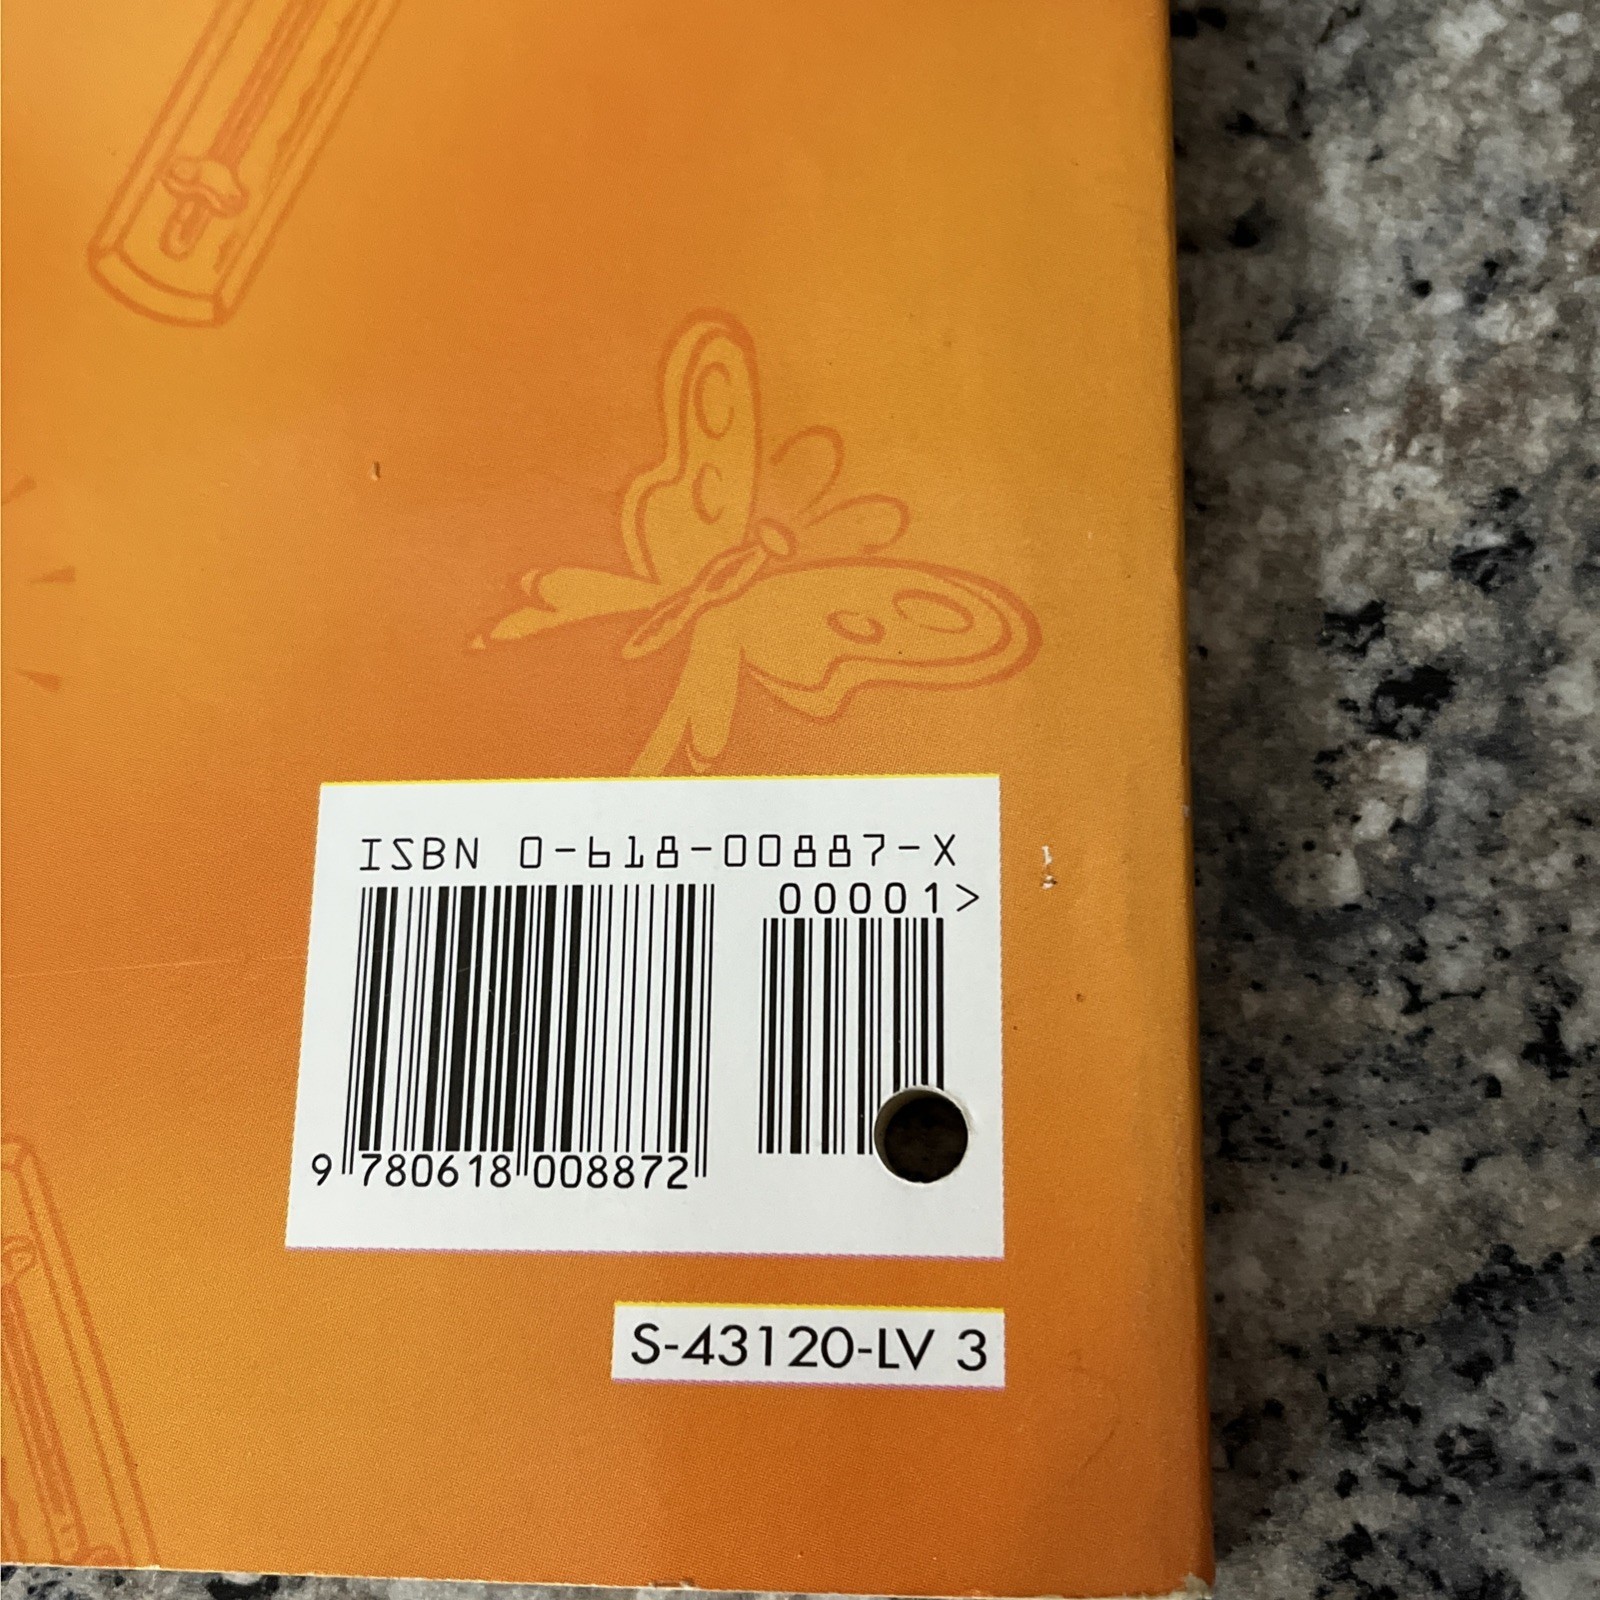 ISBN 0-618-00887-X
00001>
9 780618 008872
S-43120-LV 3